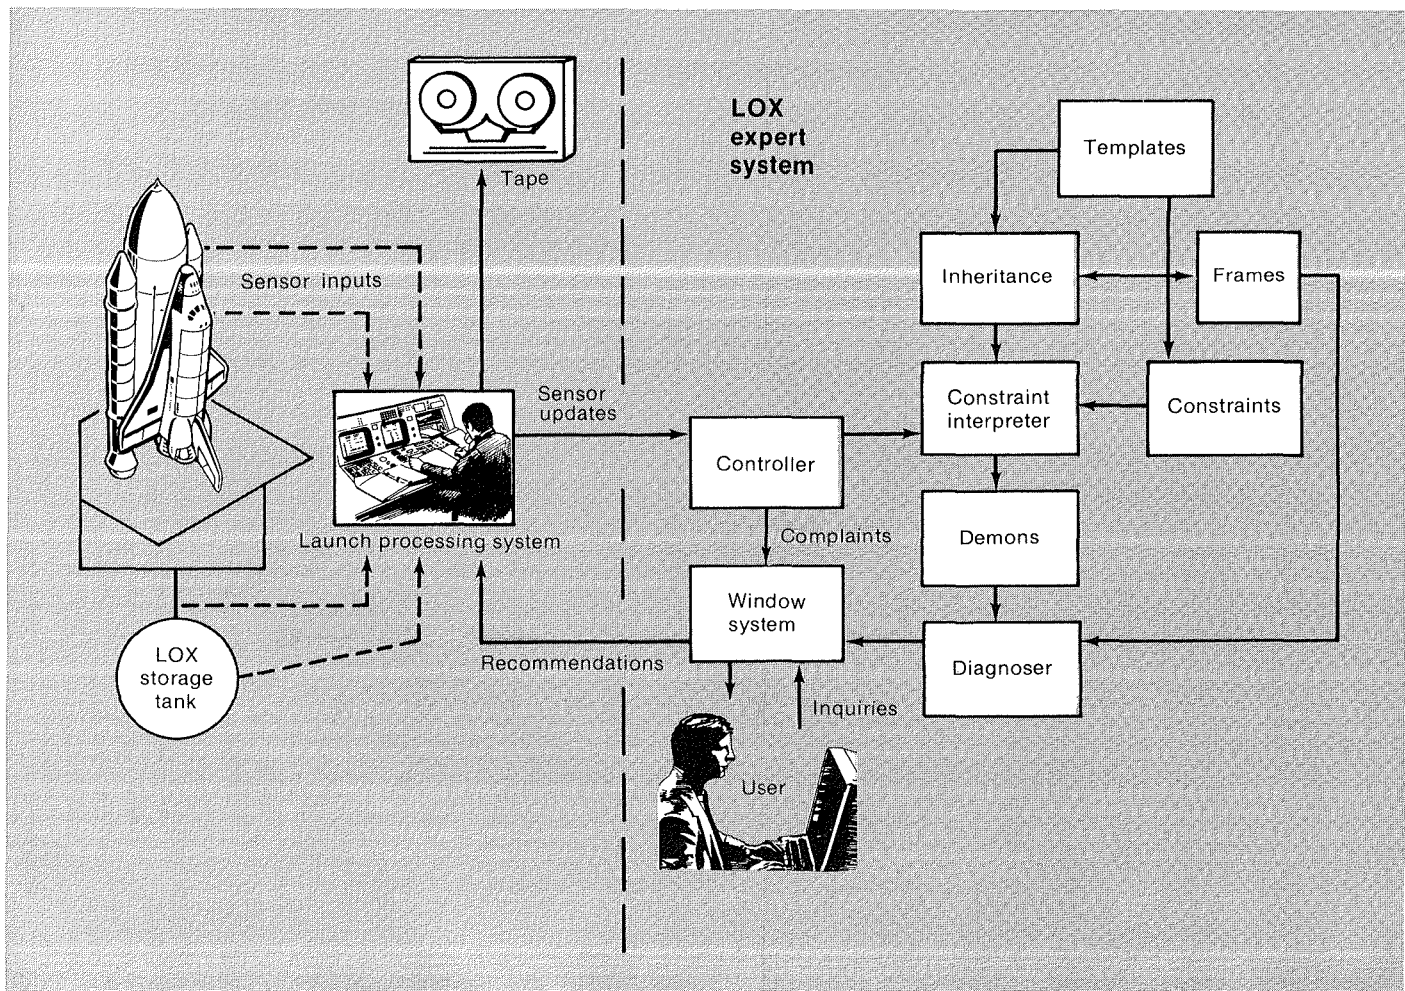 LOX
expert
system
Tape
Templates
Sensor inputs
Inheritance
Frames
Sensor
updates
Constraint
interpreter
Constraints
Controller
Launch processing system
Complaints
Demons
Window
system
LOX
storage
tank
Recommendations
Diagnoser
Inquiries
User